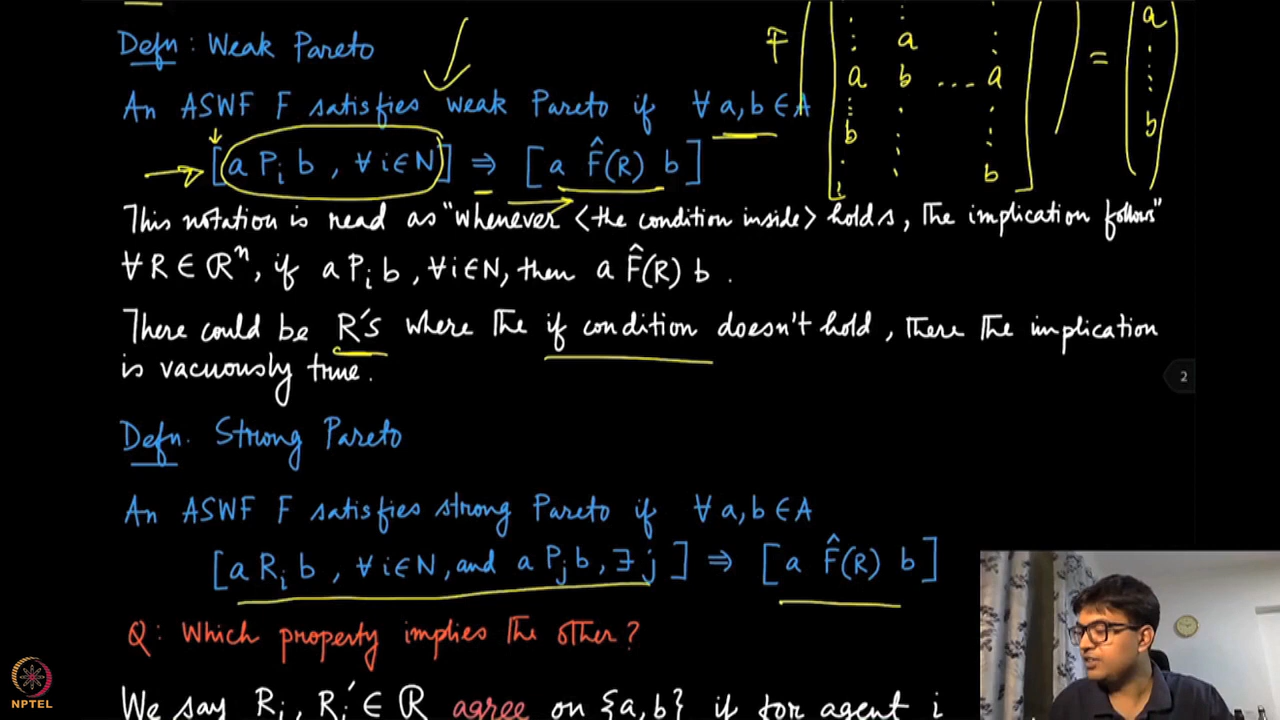 Defn: Weak Pareto
An ASWF F satisfies weak Pareto if ∀ a,b ∈ A
[a P_i b , ∀ i ∈ N] ⇒ [a F̂(R) b]
F ( [ a a
a b ... a
b
b ] ) = ( a
b )
This notation is read as "whenever <the condition inside> holds, the implication follows"
∀ R ∈ ℛ^n, if a P_i b , ∀ i ∈ N, then a F̂(R) b .
There could be R's where the if condition doesn't hold, there the implication
is vacuously true.
2
Defn. Strong Pareto
An ASWF F satisfies strong Pareto if ∀ a,b ∈ A
[a R_i b , ∀ i ∈ N, and a P_j b, ∃ j ] ⇒ [a F̂(R) b]
Q: Which property implies the other?
We say R_i, R_i' ∈ ℛ agree on {a,b} if for agent i
NPTEL